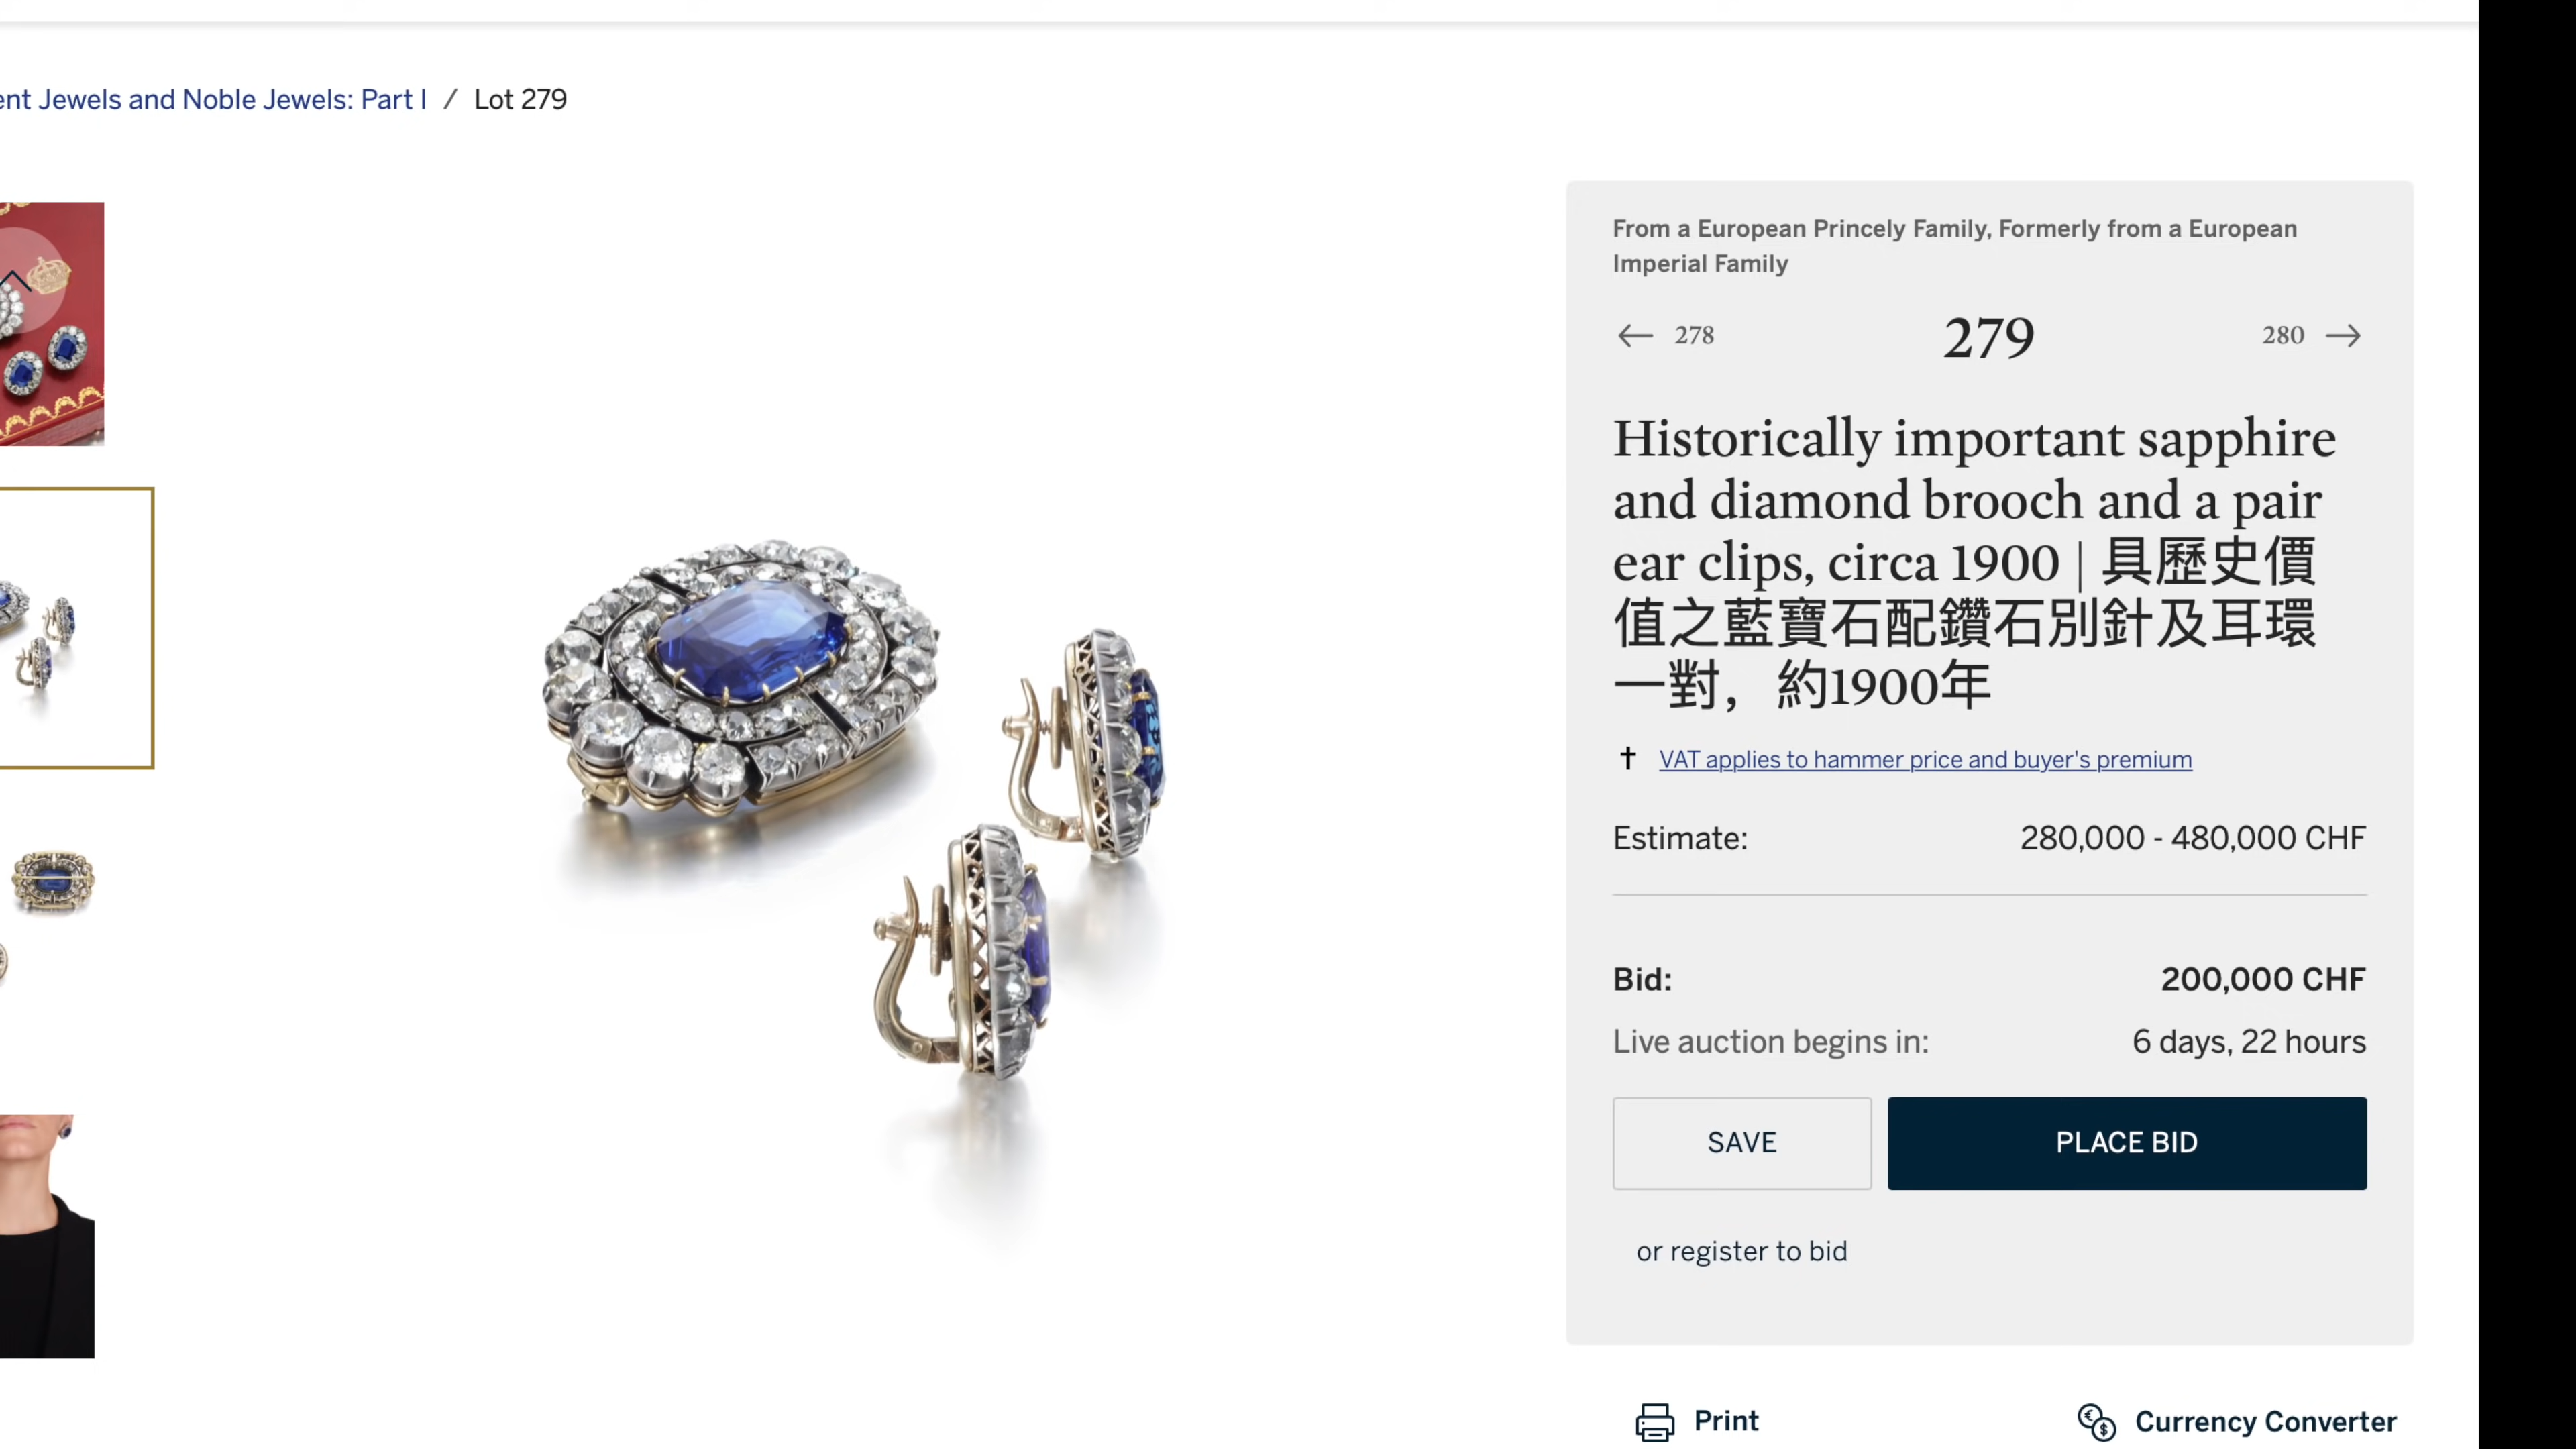 ent Jewels and Noble Jewels: Part I / Lot 279
From a European Princely Family, Formerly from a European
Imperial Family
← 278
279
280 →
Historically important sapphire
and diamond brooch and a pair
ear clips, circa 1900 | 具歷史價
值之藍寶石配鑽石別針及耳環
一對，約1900年
† VAT applies to hammer price and buyer's premium
Estimate: 280,000 - 480,000 CHF
Bid: 200,000 CHF
Live auction begins in: 6 days, 22 hours
SAVE
PLACE BID
or register to bid
Print
Currency Converter